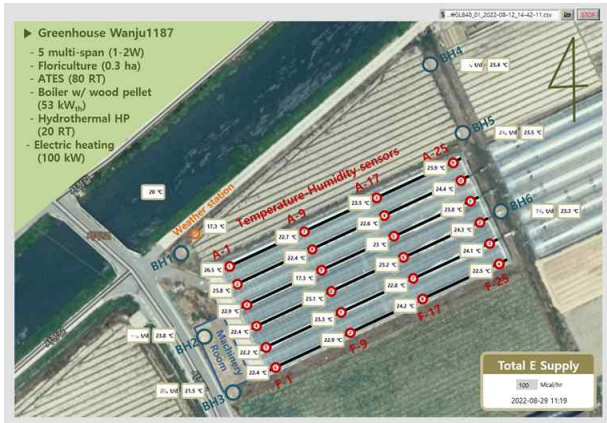 ...#GL840_01_2022-08-12_14-42-11.csv
STOP
Greenhouse Wanju1187
- 5 multi-span (1-2W)
- Floriculture (0.3 ha)
- ATES (80 RT)
- Boiler w/ wood pellet
(53 kWth)
- Hydrothermal HP
(20 RT)
- Electric heating
(100 kW)
BH4
t/d 23.4 ℃
BH5
t/d 23.5 ℃
BH6
t/d 23.3 ℃
20 ℃
Weather station
17.3 ℃
Temperature-Humidity sensors
BH1
A-1
A-9
A-17
A-25
26.5 ℃
22.7 ℃
23.5 ℃
25.9 ℃
23.8 ℃
22.4 ℃
22.6 ℃
24.4 ℃
22.9 ℃
17.3 ℃
23 ℃
23.8 ℃
22.4 ℃
23.1 ℃
23.2 ℃
24.3 ℃
22.2 ℃
23.3 ℃
22.8 ℃
24.1 ℃
22.4 ℃
22.9 ℃
24.2 ℃
22.5 ℃
F-1
F-9
F-17
F-25
BH2
t/d 23.8 ℃
Machinery
Room
BH3
t/d 21.5 ℃
Total E Supply
100 Mcal/hr
2022-08-29 11:19